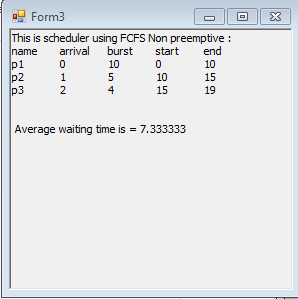 Form3
This is scheduler using FCFS Non preemptive :
name arrival burst start end
p1 0 10 0 10
p2 1 5 10 15
p3 2 4 15 19
Average waiting time is = 7.333333